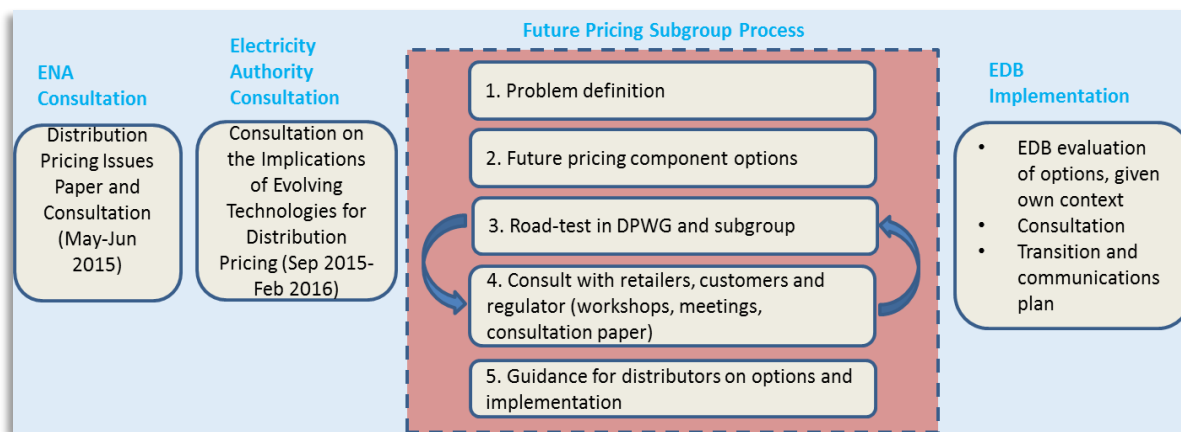 ENA
Consultation
Distribution
Pricing Issues
Paper and
Consultation
(May-Jun
2015)
Electricity
Authority
Consultation
Consultation on
the Implications
of Evolving
Technologies for
Distribution
Pricing (Sep 2015-
Feb 2016)
Future Pricing Subgroup Process
1. Problem definition
2. Future pricing component options
3. Road-test in DPWG and subgroup
4. Consult with retailers, customers and
regulator (workshops, meetings,
consultation paper)
5. Guidance for distributors on options and
implementation
EDB
Implementation
• EDB evaluation
of options, given
own context
• Consultation
• Transition and
communications
plan